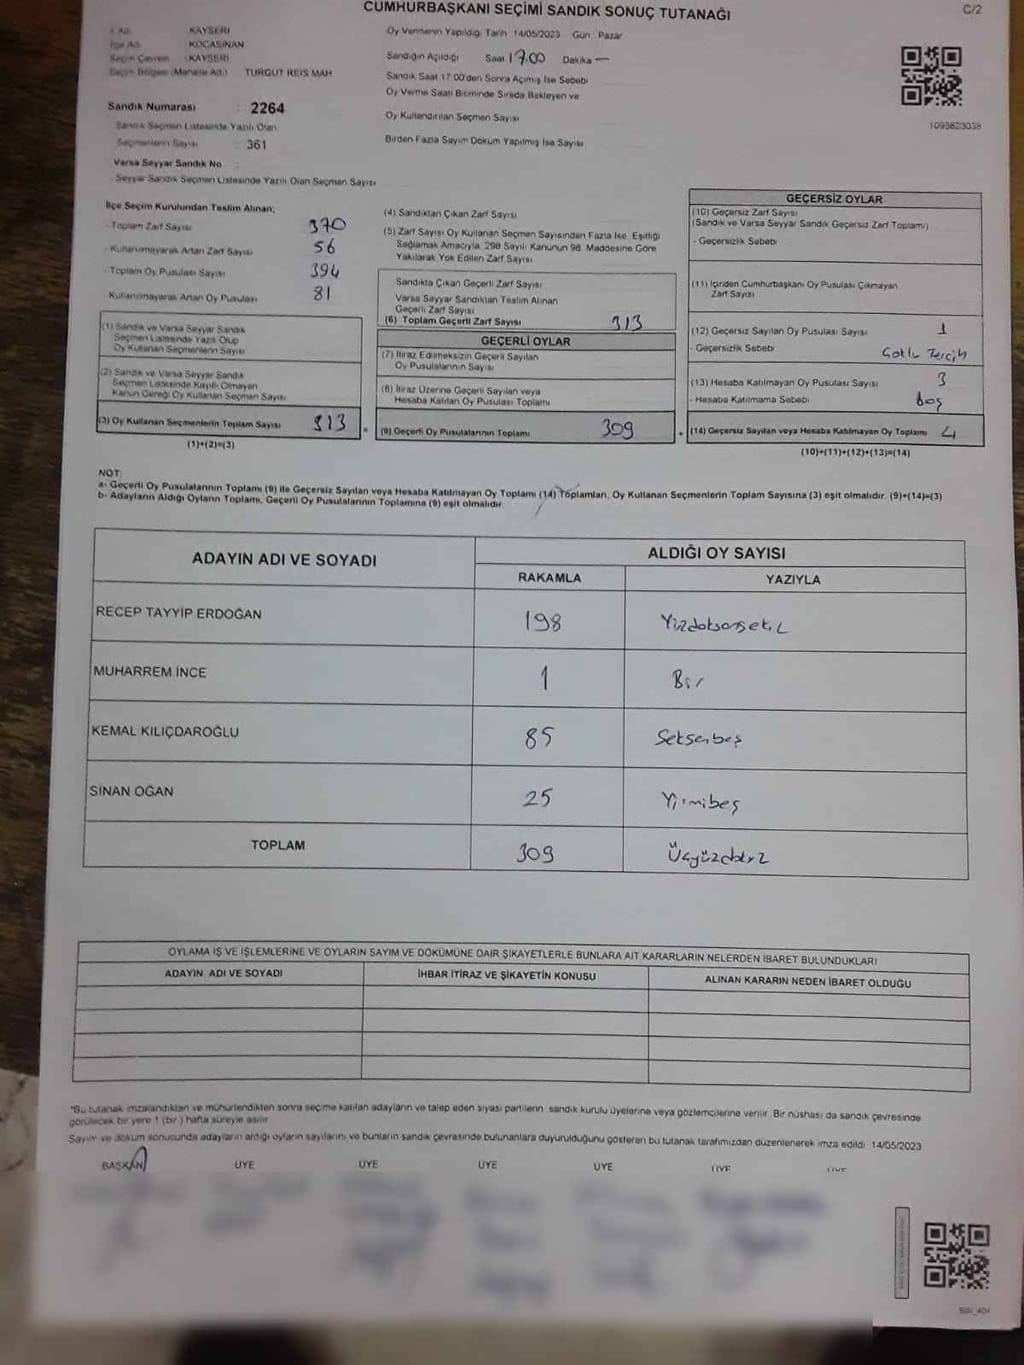 CUMHURBAŞKANI SEÇİMİ SANDIK SONUÇ TUTANAĞI
C/2
İl Adı KAYSERİ
İlçe Adı KOCASİNAN
Seçim Çevresi KAYSERİ
Seçim Bölgesi (Mahalle Adı) TURGUT REİS MAH.
Sandık Numarası : 2264
Sandık Seçmen Listesinde Yazılı Olan
Seçmenlerin Sayısı : 361
Varsa Seyyar Sandık No
Seyyar Sandık Seçmen Listesinde Yazılı Olan Seçmen Sayısı
Oy Vermenin Yapıldığı Tarih 14/05/2023 Gün : Pazar
Sandığın Açıldığı Saat 17.00 Dakika —
Sandık Saat 17:00'den Sonra Açılmış İse Sebebi
Oy Verme Saati Bitiminde Sırada Bekleyen ve
Oy Kullandırılan Seçmen Sayısı
Birden Fazla Sayım Döküm Yapılmış İse Sayısı
1093823038
İlçe Seçim Kurulundan Teslim Alınan;
- Toplam Zarf Sayısı 370
- Kullanılmayarak Artan Zarf Sayısı 56
- Toplam Oy Pusulası Sayısı 394
Kullanılmayarak Artan Oy Pusulası 81
(1) Sandık ve Varsa Seyyar Sandık
Seçmen Listesinde Yazılı Olup
Oy Kullanan Seçmenlerin Sayısı
(2) Sandık ve Varsa Seyyar Sandık
Seçmen Listesinde Kayıtlı Olmayan
Kanun Gereği Oy Kullanan Seçmen Sayısı
(3) Oy Kullanan Seçmenlerin Toplam Sayısı 313 =
(1)+(2)=(3)
(4) Sandıktan Çıkan Zarf Sayısı
(5) Zarf Sayısı Oy Kullanan Seçmen Sayısından Fazla İse, Eşitliği
Sağlamak Amacıyla, 298 Sayılı Kanunun 98. Maddesine Göre
Yakılarak Yok Edilen Zarf Sayısı
Sandıkta Çıkan Geçerli Zarf Sayısı
Varsa Seyyar Sandıktan Teslim Alınan
Geçerli Zarf Sayısı
(6) Toplam Geçerli Zarf Sayısı 313
GEÇERLİ OYLAR
(7) İtiraz Edilmeksizin Geçerli Sayılan
Oy Pusulalarının Sayısı
(8) İtiraz Üzerine Geçerli Sayılan veya
Hesaba Katılan Oy Pusulası Toplamı
(9) Geçerli Oy Pusulalarının Toplamı 309 +
GEÇERSİZ OYLAR
(10) Geçersiz Zarf Sayısı
(Sandık ve Varsa Seyyar Sandık Geçersiz Zarf Toplamı)
- Geçersizlik Sebebi
(11) İçinden Cumhurbaşkanı Oy Pusulası Çıkmayan
Zarf Sayısı
(12) Geçersiz Sayılan Oy Pusulası Sayısı 1
- Geçersizlik Sebebi Çoklu Tercih
(13) Hesaba Katılmayan Oy Pusulası Sayısı 3
- Hesaba Katılmama Sebebi boş
(14) Geçersiz Sayılan veya Hesaba Katılmayan Oy Toplamı 4
(10)+(11)+(12)+(13)=(14)
NOT:
a- Geçerli Oy Pusulalarının Toplamı (9) ile Geçersiz Sayılan veya Hesaba Katılmayan Oy Toplamı (14) Toplamları, Oy Kullanan Seçmenlerin Toplam Sayısına (3) eşit olmalıdır. (9)+(14)=(3)
b- Adayların Aldığı Oyların Toplamı, Geçerli Oy Pusulalarının Toplamına (9) eşit olmalıdır.
ADAYIN ADI VE SOYADI
ALDIĞI OY SAYISI
RAKAMLA YAZIYLA
RECEP TAYYİP ERDOĞAN 198 Yüzdoksansekiz
MUHARREM İNCE 1 Bir
KEMAL KILIÇDAROĞLU 85 Seksenbeş
SİNAN OĞAN 25 Yirmibeş
TOPLAM 309 Üçyüzdokuz
OYLAMA İŞ VE İŞLEMLERİNE VE OYLARIN SAYIM VE DÖKÜMÜNE DAİR ŞİKAYETLERLE BUNLARA AİT KARARLARIN NELERDEN İBARET BULUNDUKLARI
ADAYIN ADI VE SOYADI İHBAR İTİRAZ VE ŞİKAYETİN KONUSU ALINAN KARARIN NEDEN İBARET OLDUĞU
*Bu tutanak imzalandıktan ve mühürlendikten sonra seçime katılan adayların ve talep eden siyasi partilerin sandık kurulu üyelerine veya gözlemcilerine verilir. Bir nüshası da sandık çevresinde
görülecek bir yere 1 (bir ) hafta süreyle asılır.
Sayım ve döküm sonucunda adayların aldığı oyların sayılarını ve bunların sandık çevresinde bulunanlara duyurulduğunu gösteren bu tutanak tarafımızdan düzenlenerek imza edildi. 14/05/2023
BAŞKAN ÜYE ÜYE ÜYE ÜYE ÜYE ÜYE